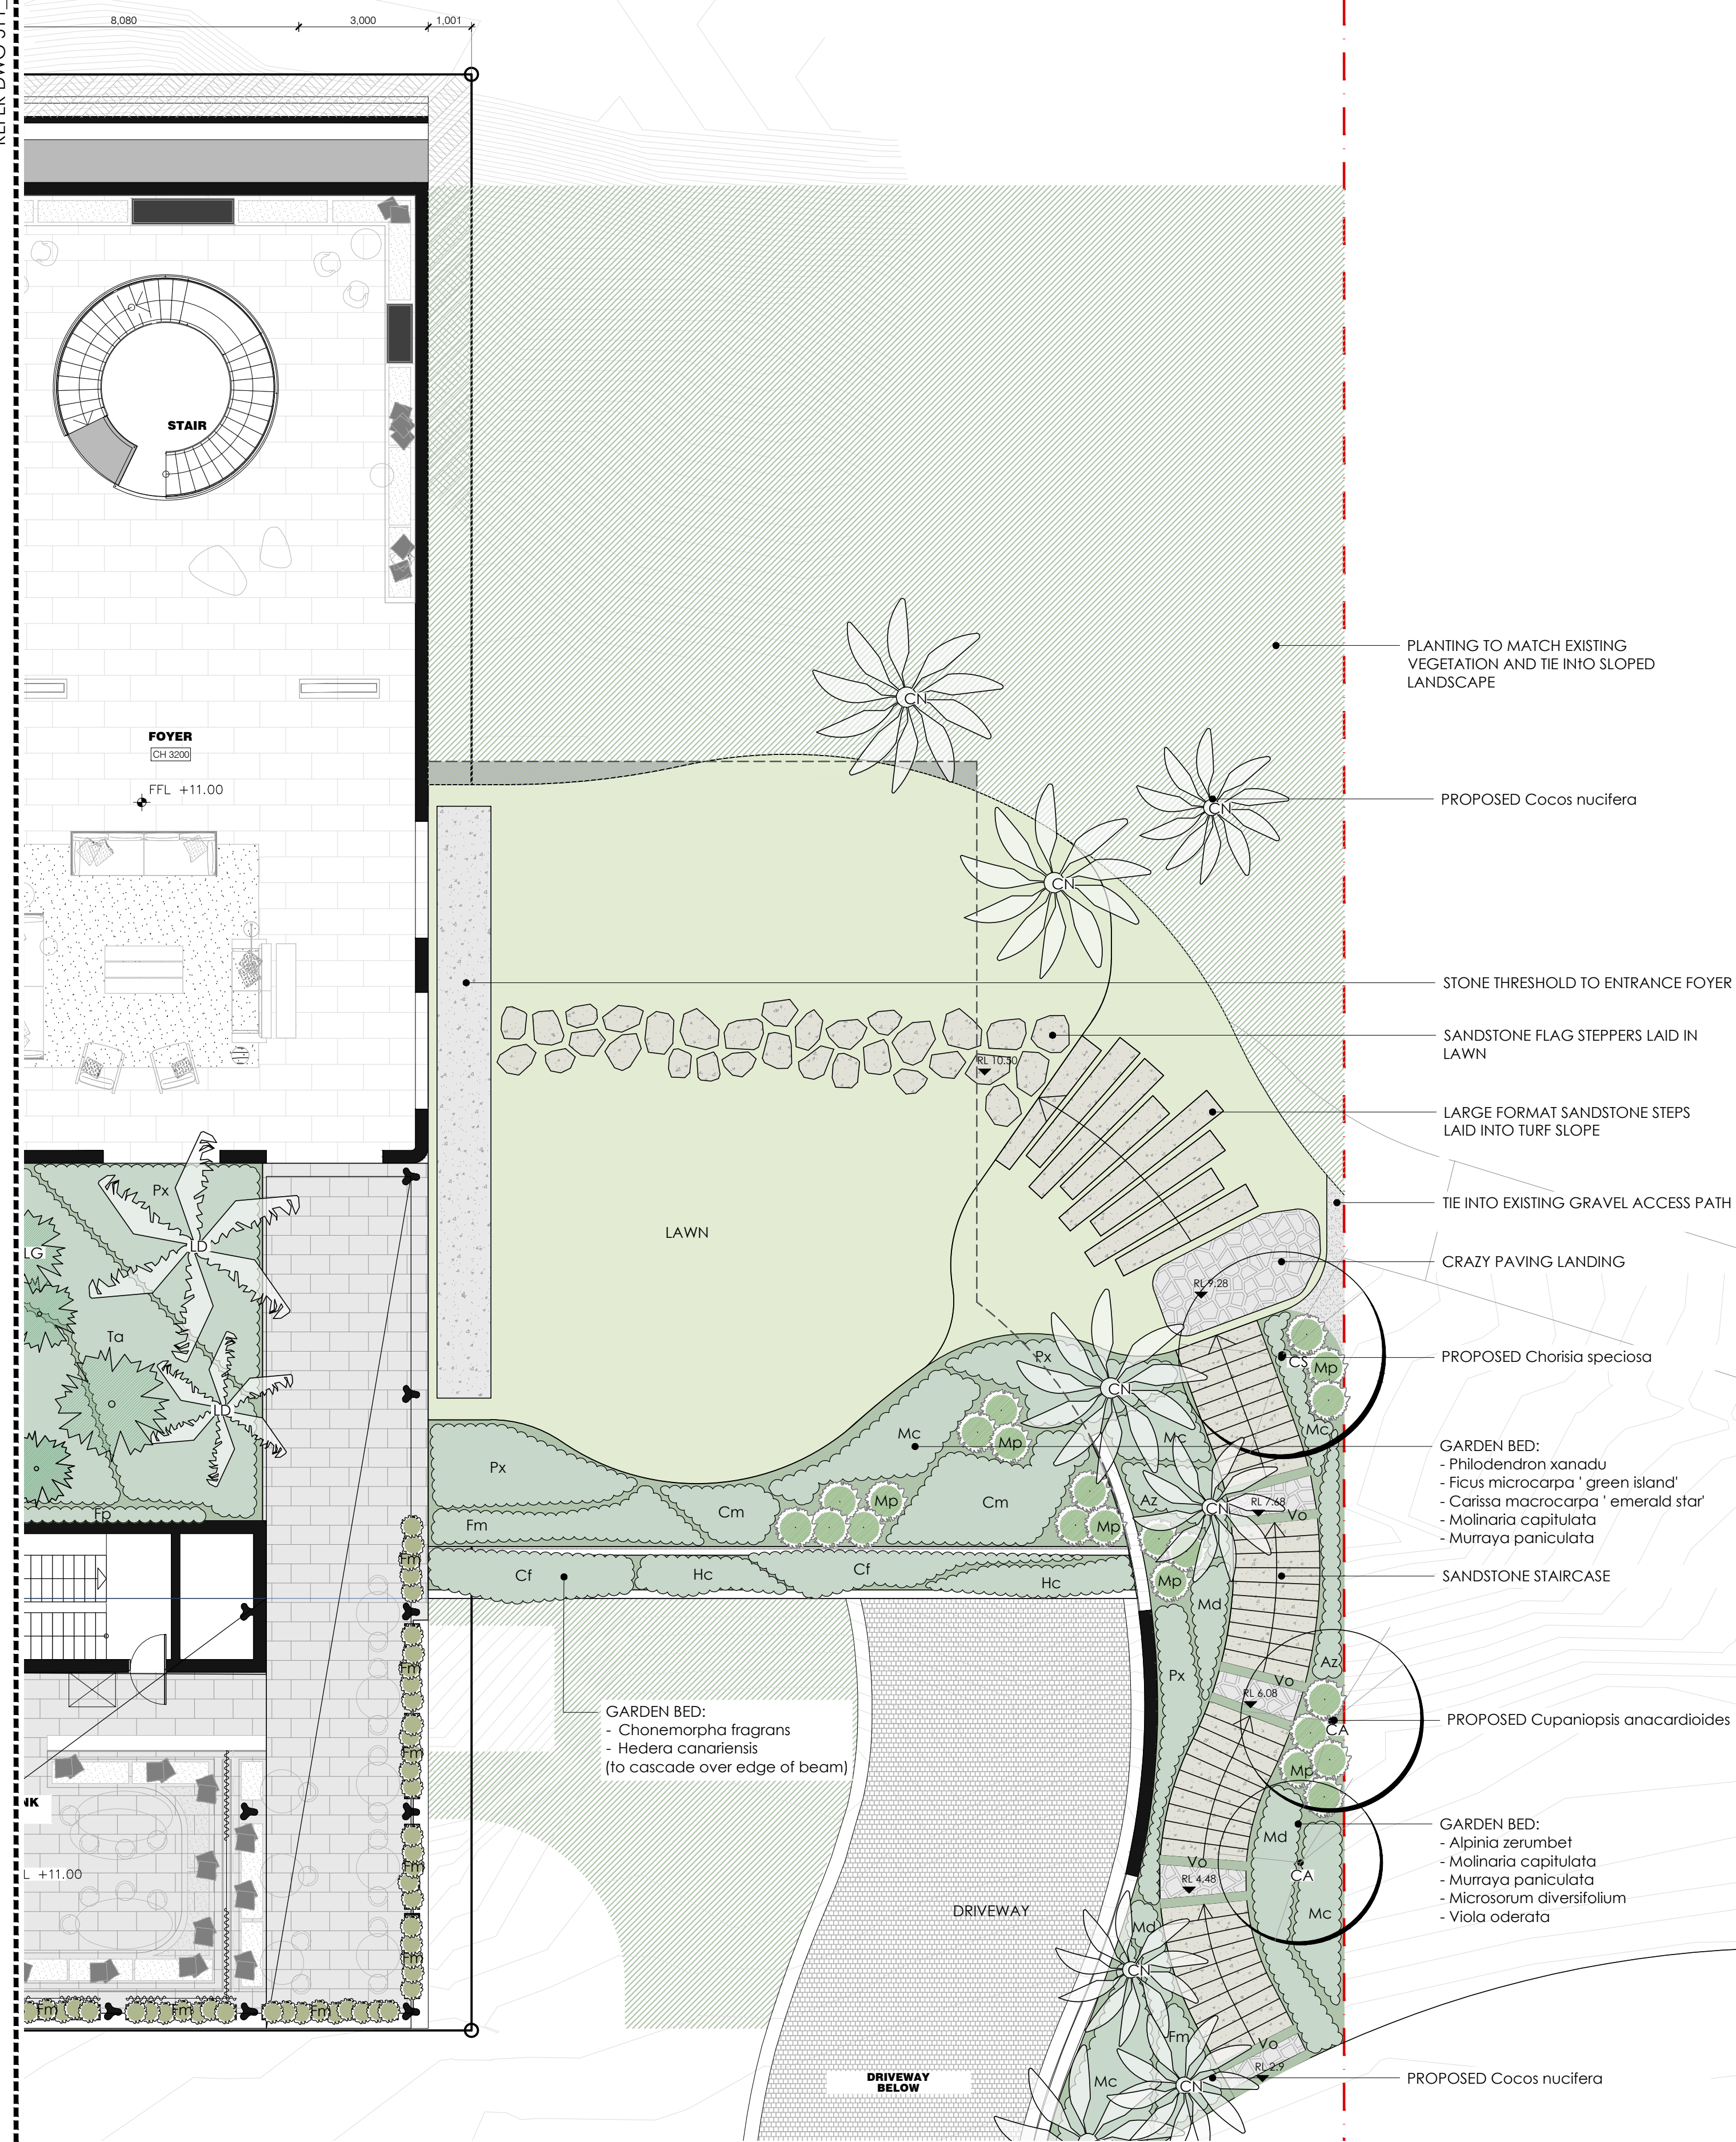 8,080
3,000
1,001
STAIR
FOYER
CH 3200
FFL +11.00
CN
CN
CN
PLANTING TO MATCH EXISTING
VEGETATION AND TIE INtO SLOPED
LANDSCAPE
PROPOSED Cocos nucifera
STONE THRESHOLD TO ENTRANCE FOYER
SANDSTONE FLAG STEPPERS LAID IN
LAWN
RL 10.50
LARGE FORMAT SANDSTONE STEPS
LAID INTO TURF SLOPE
TIE INTO EXISTING GRAVEL ACCESS PATH
CRAZY PAVING LANDING
RL 9.28
LAWN
Px
LG
LD
Ta
LD
Fp
PROPOSED Chorisia speciosa
CS
Mp
Mc
Px
CN
Mc
Mp
Mc
Px
Cm
Mp
Cm
Mp
Az
CN
RL 7.68
Vo
Fm
GARDEN BED:
- Philodendron xanadu
- Ficus microcarpa ' green island'
- Carissa macrocarpa ' emerald star'
- Molinaria capitulata
- Murraya paniculata
SANDSTONE STAIRCASE
Cf
Hc
Cf
Hc
Mp
Md
Az
Px
Vo
RL 6.08
Fm
Fm
Fm
Fm
Fm
GARDEN BED:
- Chonemorpha fragrans
- Hedera canariensis
(to cascade over edge of beam)
CA
PROPOSED Cupaniopsis anacardioides
Mp
Md
Vo
RL 4.48
CA
Mc
GARDEN BED:
- Alpinia zerumbet
- Molinaria capitulata
- Murraya paniculata
- Microsorum diversifolium
- Viola oderata
NK
L +11.00
DRIVEWAY
Md
CN
Fm
Fm
Fm
Fm
Vo
RL 2.9
Mc
CN
DRIVEWAY
BELOW
PROPOSED Cocos nucifera